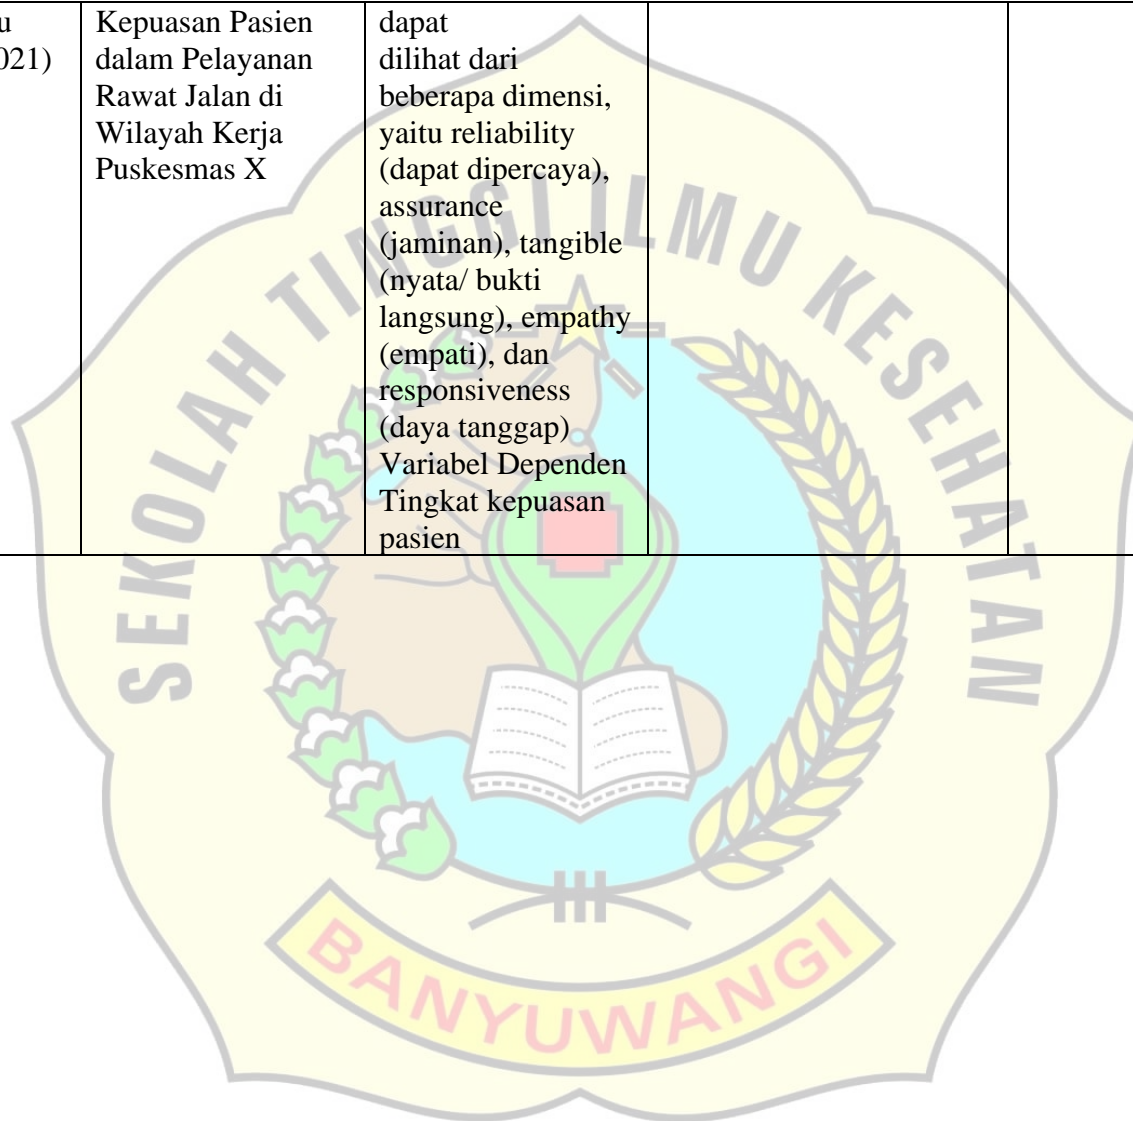 u
021)
Kepuasan Pasien
dalam Pelayanan
Rawat Jalan di
Wilayah Kerja
Puskesmas X
dapat
dilihat dari
beberapa dimensi,
yaitu reliability
(dapat dipercaya),
assurance
(jaminan), tangible
(nyata/ bukti
langsung), empathy
(empati), dan
responsiveness
(daya tanggap)
Variabel Dependen
Tingkat kepuasan
pasien
SEKOLAH TINGGI ILMU KESEHATAN
BANYUWANGI